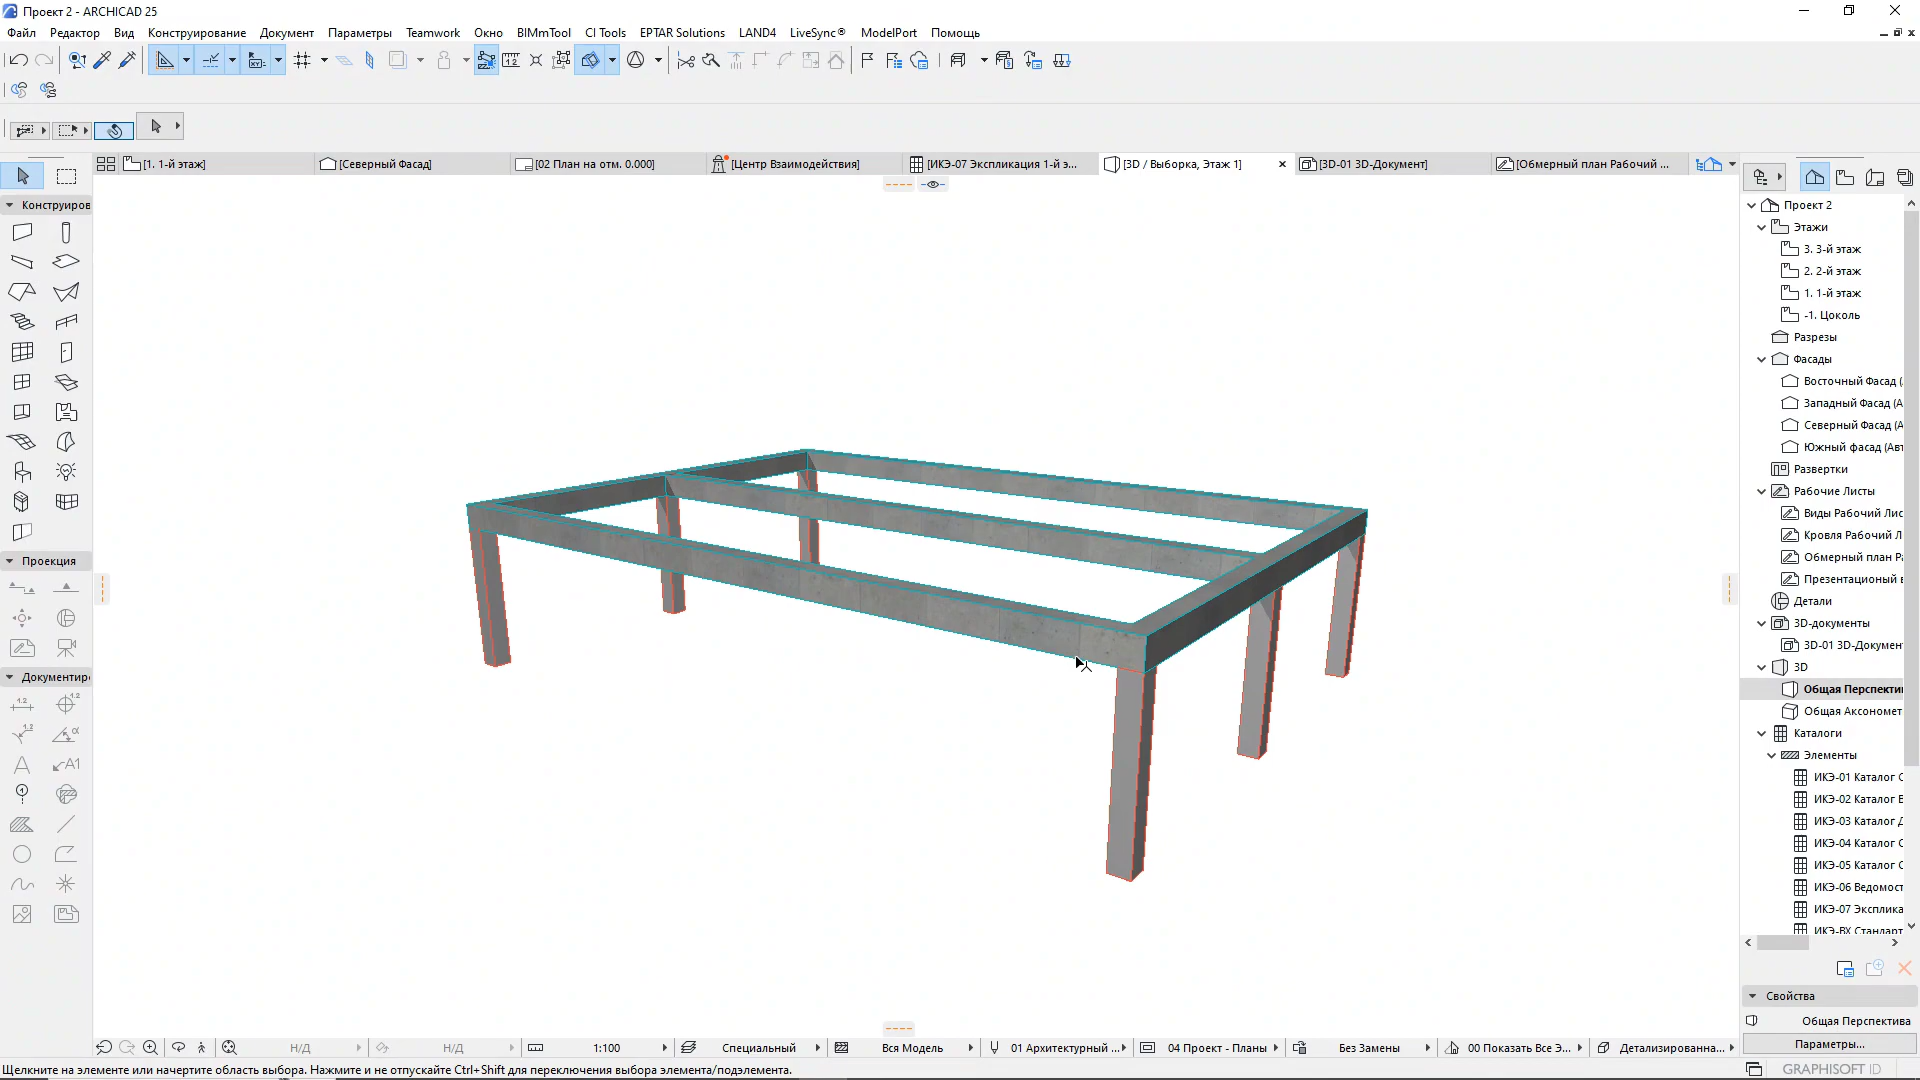 Проект 2 - ARCHICAD 25
Файл Редактор Вид Конструирование Документ Параметры Teamwork Окно BIMmTool CI Tools EPTAR Solutions LAND4 LiveSync® ModelPort Помощь
[1. 1-й этаж] [Северный Фасад] [02 План на отм. 0.000] [Центр Взаимодействия] [ИКЭ-07 Экспликация 1-й э... [3D / Выборка, Этаж 1] [3D-01 3D-Документ] [Обмерный план Рабочий ...
Конструиров
Проекция
Документир
Проект 2
Этажи
3. 3-й этаж
2. 2-й этаж
1. 1-й этаж
-1. Цоколь
Разрезы
Фасады
Восточный Фасад (
Западный Фасад (А
Северный Фасад (А
Южный фасад (Авт
Развертки
Рабочие Листы
Виды Рабочий Лис
Кровля Рабочий Л
Обмерный план Ра
Презентационый в
Детали
3D-документы
3D-01 3D-Документ
3D
Общая Перспектив
Общая Аксономет
Каталоги
Элементы
ИКЭ-01 Каталог С
ИКЭ-02 Каталог В
ИКЭ-03 Каталог Д
ИКЭ-04 Каталог С
ИКЭ-05 Каталог С
ИКЭ-06 Ведомост
ИКЭ-07 Эксплика
ИКЭ-ВХ Стандарт
Свойства
Общая Перспектива
Параметры...
Н/Д Н/Д 1:100 Специальный Вся Модель 01 Архитектурный ... 04 Проект - Планы Без Замены 00 Показать Все Э... Детализированна...
Щелкните на элементе или начертите область выбора. Нажмите и не отпускайте Ctrl+Shift для переключения выбора элемента/подэлемента.
GRAPHISOFT ID